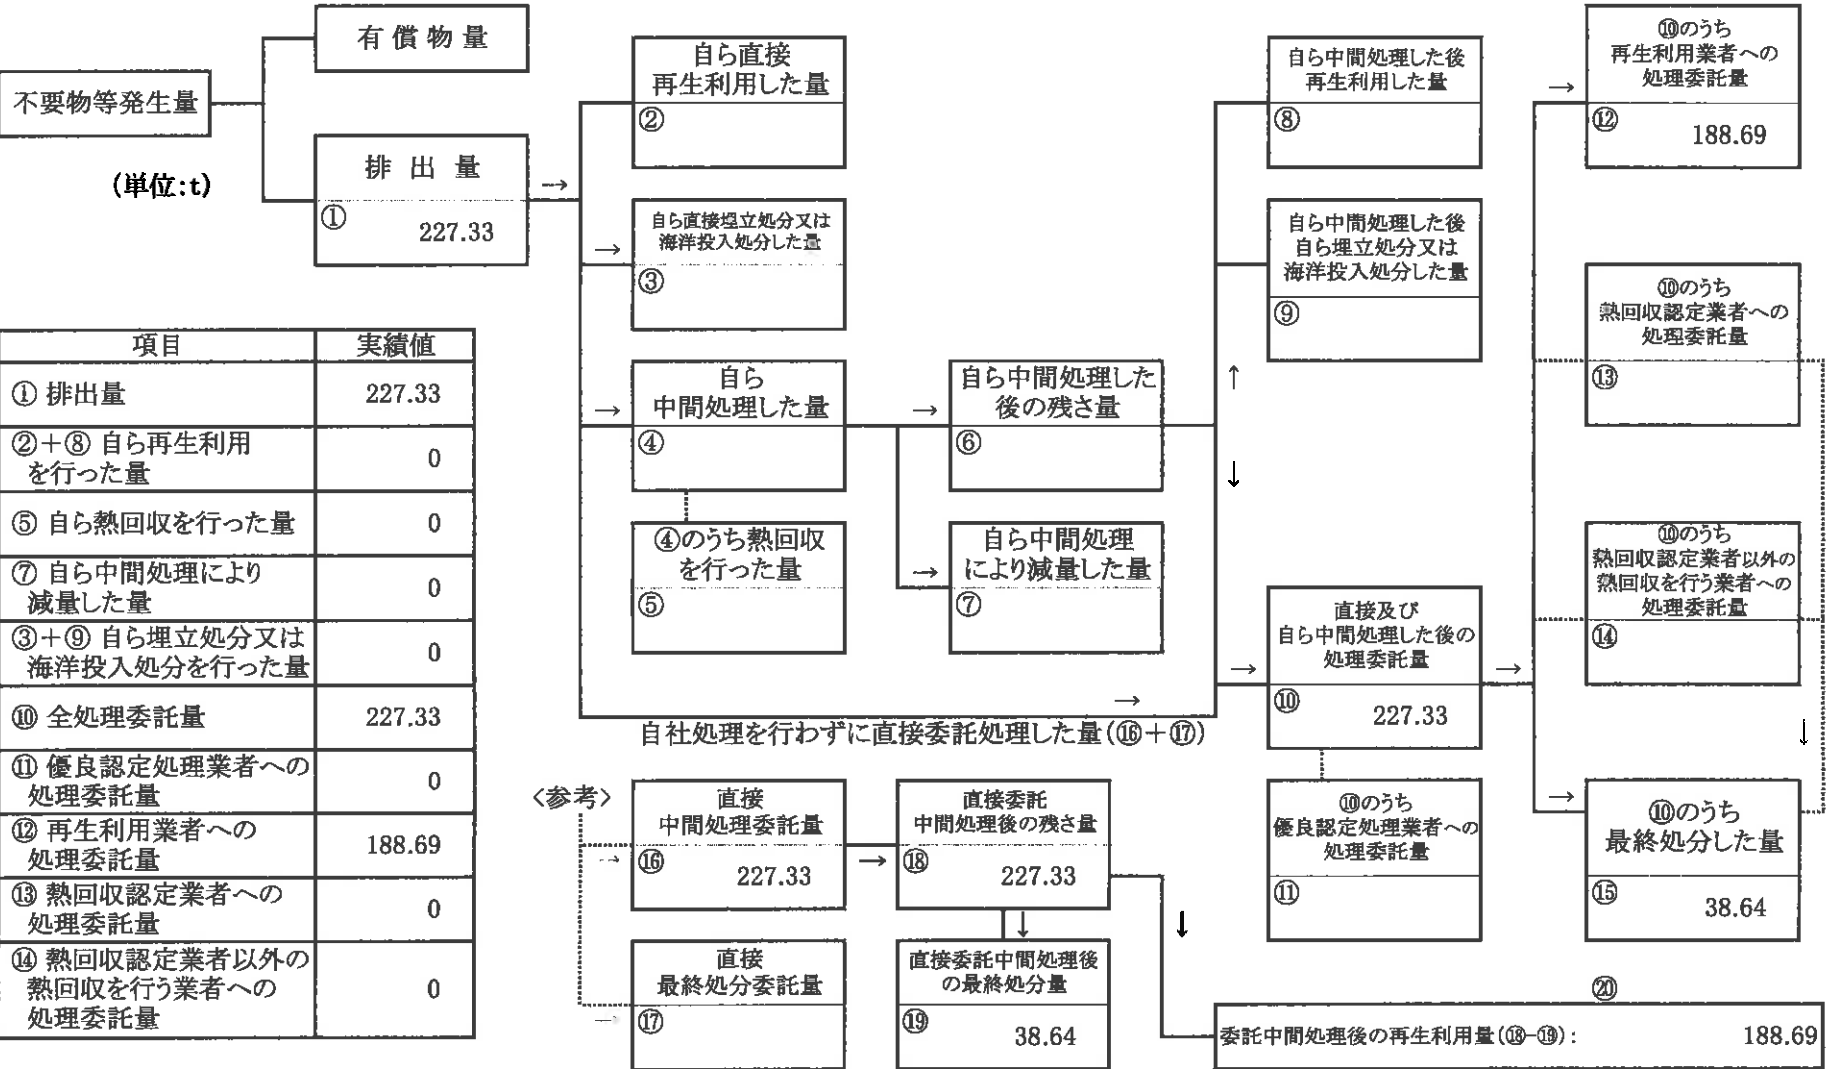 有償物量
不要物等発生量
(単位:t)
排出量
①
227.33
→
自ら直接
再生利用した量
②
→
自ら直接埋立処分又は
海洋投入処分した量
③
→
自ら
中間処理した量
④
④のうち熱回収
を行った量
⑤
→
自ら中間処理した
後の残さ量
⑥
→
自ら中間処理
により減量した量
⑦
↑
↓
自ら中間処理した後
再生利用した量
⑧
自ら中間処理した後
自ら埋立処分又は
海洋投入処分した量
⑨
→
自社処理を行わずに直接委託処理した量(⑯+⑰)
→
直接及び
自ら中間処理した後の
処理委託量
⑩
227.33
→
⑩のうち
優良認定処理業者への
処理委託量
⑪
→
⑩のうち
再生利用業者への
処理委託量
⑫
188.69
⑩のうち
熱回収認定業者への
処理委託量
⑬
⑩のうち
熱回収認定業者以外の
熱回収を行う業者への
処理委託量
⑭
↓
→
⑩のうち
最終処分した量
⑮
38.64
項目 実績値
① 排出量 227.33
②+⑧ 自ら再生利用
を行った量 0
⑤ 自ら熱回収を行った量 0
⑦ 自ら中間処理により
減量した量 0
③+⑨ 自ら埋立処分又は
海洋投入処分を行った量 0
⑩ 全処理委託量 227.33
⑪ 優良認定処理業者への
処理委託量 0
⑫ 再生利用業者への
処理委託量 188.69
⑬ 熱回収認定業者への
処理委託量 0
⑭ 熱回収認定業者以外の
熱回収を行う業者への
処理委託量 0
〈参考〉
→
直接
中間処理委託量
⑯
227.33
→
直接委託
中間処理後の残さ量
⑱
227.33
→
直接
最終処分委託量
⑰
↓
直接委託中間処理後
の最終処分量
⑲
38.64
↓
⑳
委託中間処理後の再生利用量(⑱-⑲): 188.69